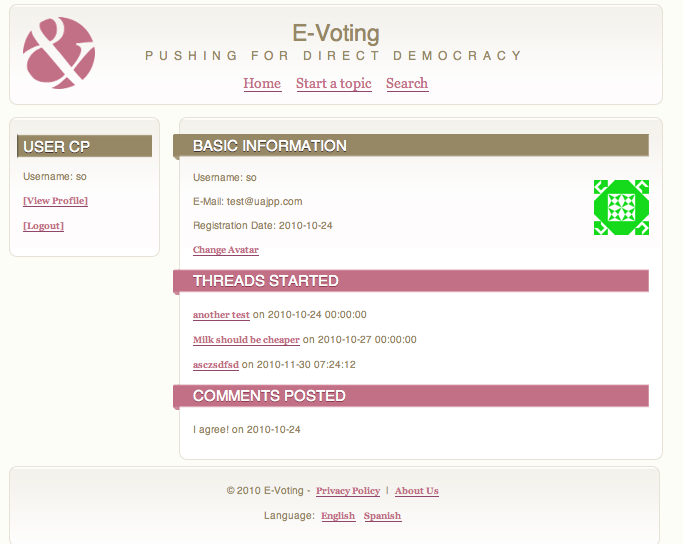 &
E-Voting
PUSHING FOR DIRECT DEMOCRACY
Home Start a topic Search
USER CP
Username: so
[View Profile]
[Logout]
BASIC INFORMATION
Username: so
E-Mail: test@uajpp.com
Registration Date: 2010-10-24
Change Avatar
THREADS STARTED
another test on 2010-10-24 00:00:00
Milk should be cheaper on 2010-10-27 00:00:00
asczsdfsd on 2010-11-30 07:24:12
COMMENTS POSTED
I agree! on 2010-10-24
© 2010 E-Voting - Privacy Policy | About Us
Language: English Spanish